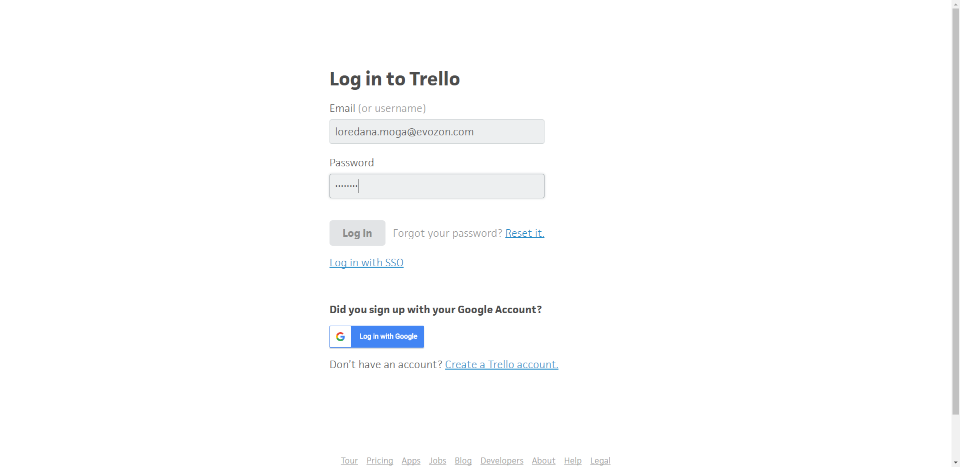 Log in to Trello
Email (or username)
loredana.moga@evozon.com
Password
••••••••
Log In Forgot your password? Reset it.
Log in with SSO
Did you sign up with your Google Account?
G Log in with Google
Don't have an account? Create a Trello account.
Tour Pricing Apps Jobs Blog Developers About Help Legal